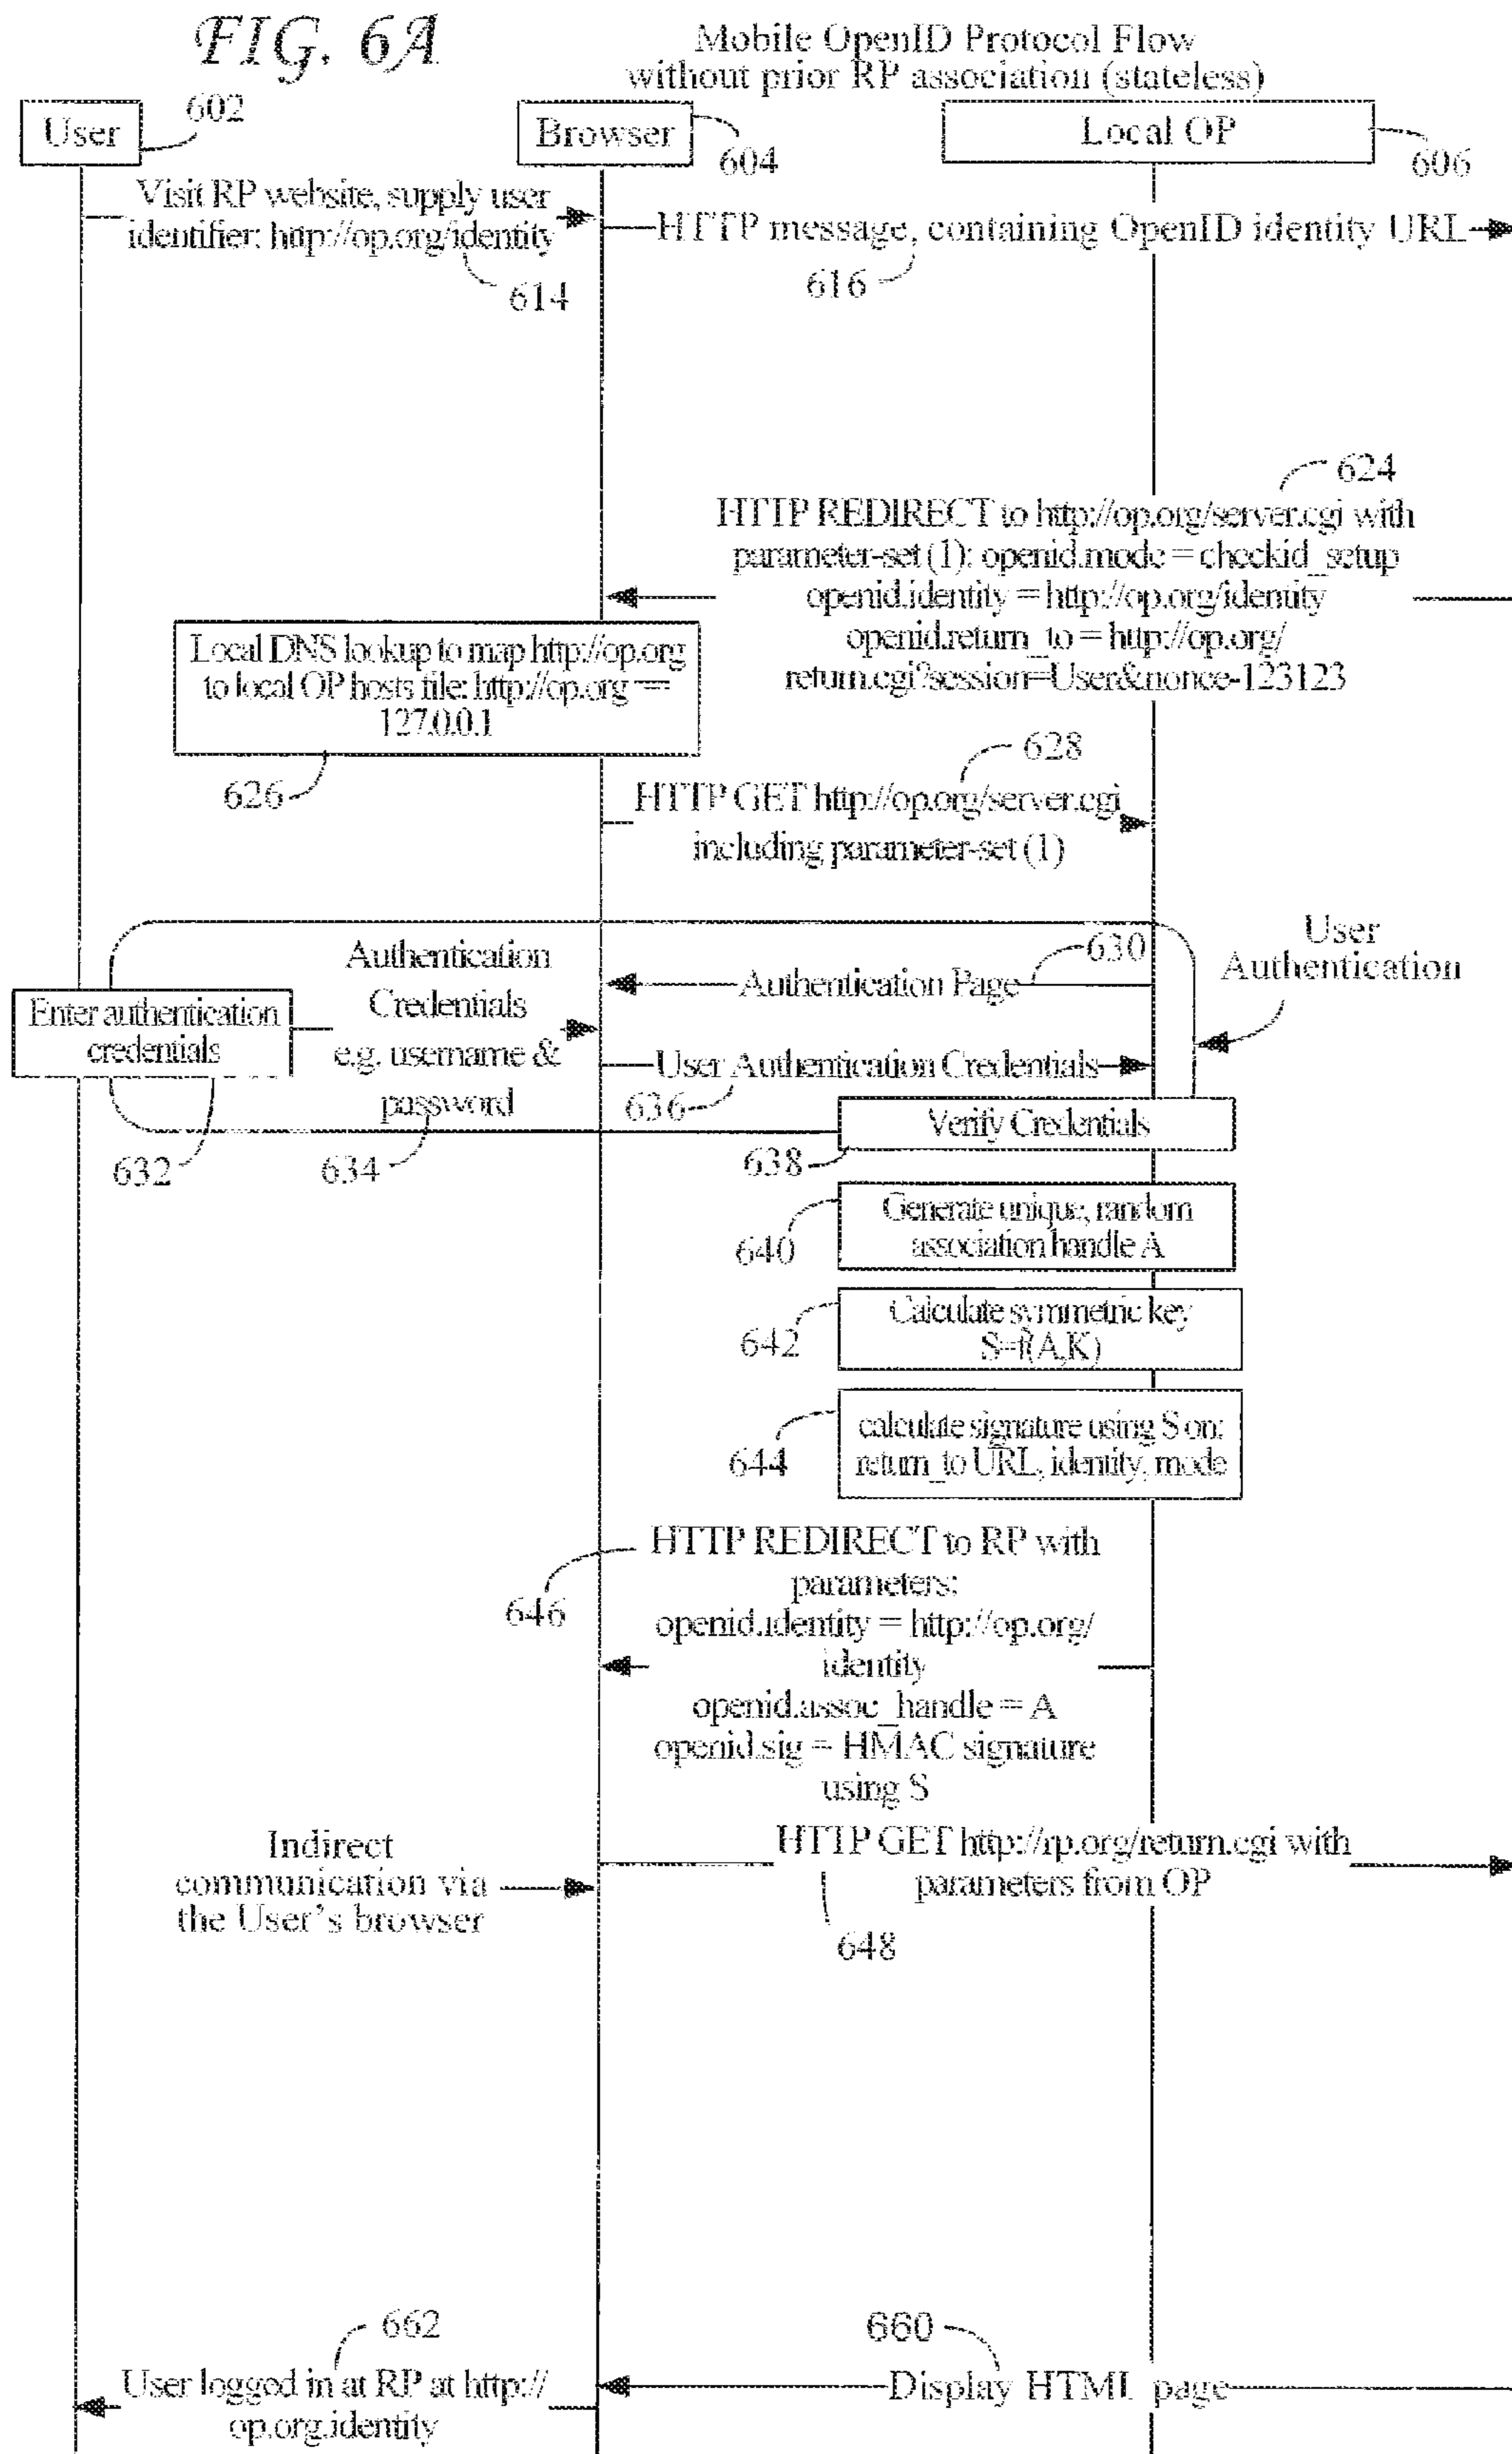 FIG. 6A
Mobile OpenID Protocol Flow
without prior RP association (stateless)
User
602
Browser
604
Local OP
606
Visit RP website, supply user
identifier: http://op.org/identity
614
HTTP message, containing OpenID identity URL
616
624
HTTP REDIRECT to http://op.org/server.cgi with
parameter-set (1): openid.mode = checkid_setup
openid.identity = http://op.org/identity
openid.return_to = http://op.org/
return.cgi?session=User&nonce-123123
Local DNS lookup to map http://op.org
to local OP hosts file: http://op.org ==
127.0.0.1
626
628
HTTP GET http://op.org/server.cgi
including parameter-set (1)
User
Authentication
630
Authentication Page
Authentication
Credentials
e.g. username &
password
Enter authentication
credentials
User Authentication Credentials
636
Verify Credentials
632
634
638
Generate unique, random
association handle A
640
Calculate symmetric key
S=f(A,K)
642
calculate signature using S on:
return_to URL, identity, mode
644
HTTP REDIRECT to RP with
parameters:
openid.identity = http://op.org/
identity
openid.assoc_handle = A
openid.sig = HMAC signature
using S
646
Indirect
communication via
the User's browser
HTTP GET http://rp.org/return.cgi with
parameters from OP
648
662
660
User logged in at RP at http://
op.org.identity
Display HTML page